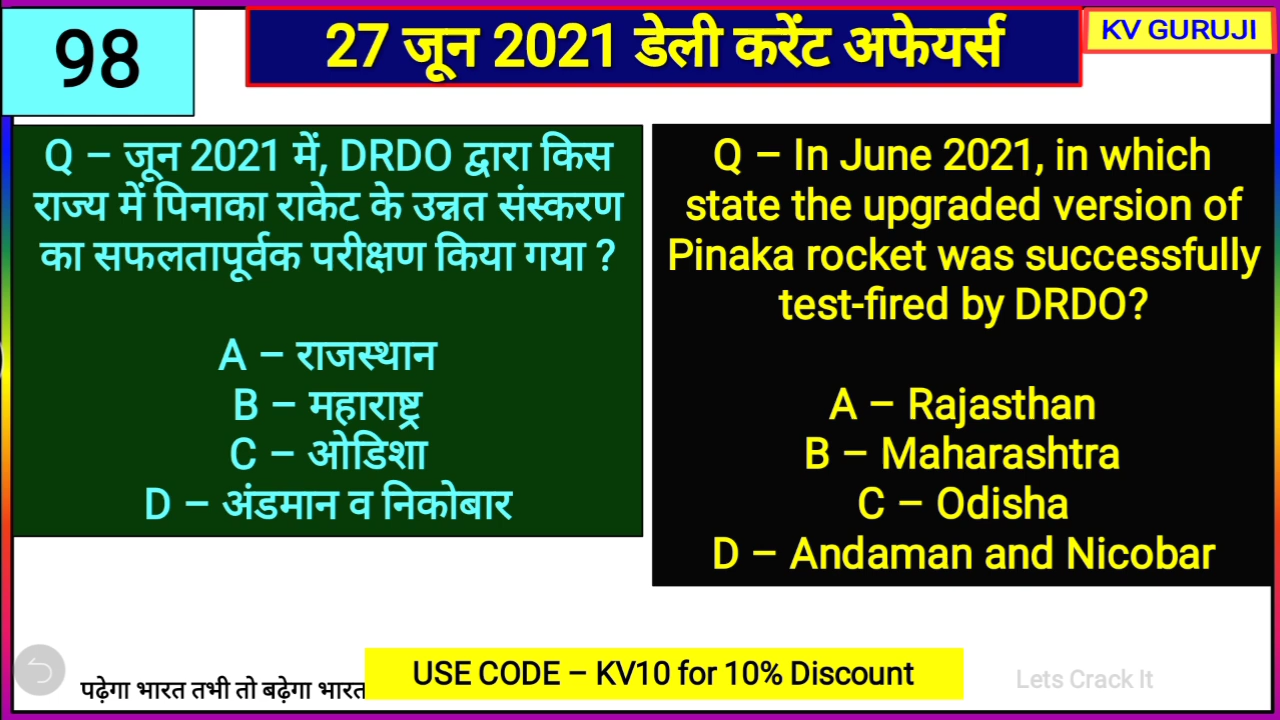 98
27 जून 2021 डेली करेंट अफेयर्स
KV GURUJI
Q – जून 2021 में, DRDO द्वारा किस
राज्य में पिनाका राकेट के उन्नत संस्करण
का सफलतापूर्वक परीक्षण किया गया ?
A – राजस्थान
B – महाराष्ट्र
C – ओडिशा
D – अंडमान व निकोबार
Q – In June 2021, in which
state the upgraded version of
Pinaka rocket was successfully
test-fired by DRDO?
A – Rajasthan
B – Maharashtra
C – Odisha
D – Andaman and Nicobar
पढ़ेगा भारत तभी तो बढ़ेगा भारत
USE CODE – KV10 for 10% Discount
Lets Crack It